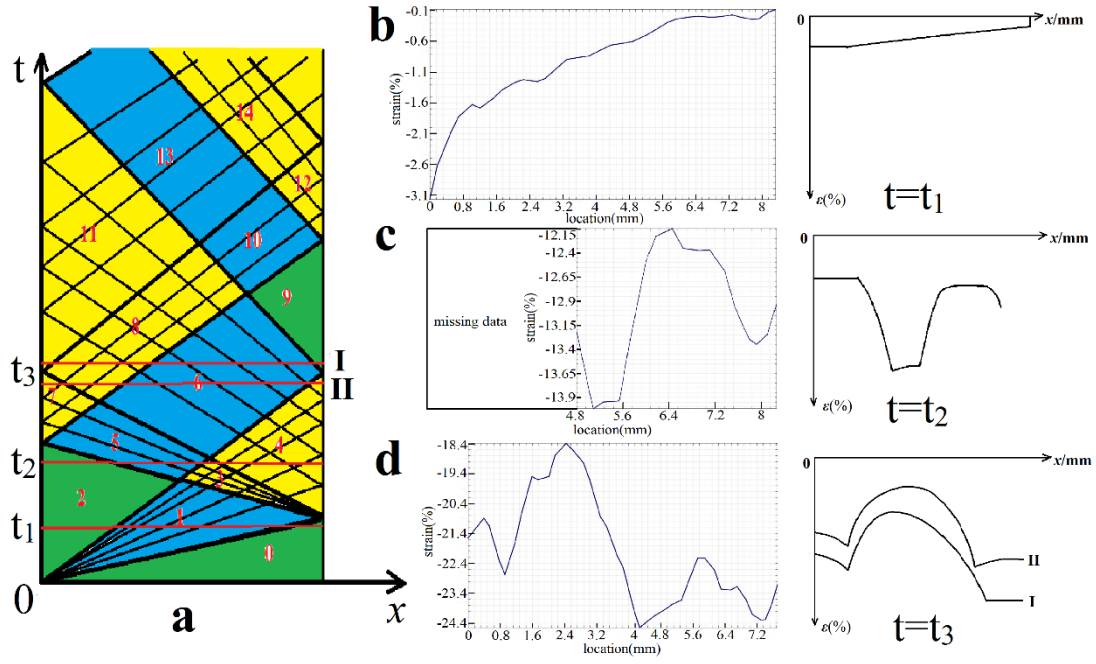 a
t
t₃
t₂
t₁
0
x
I
II
14
13
12
11
10
9
8
7
6
5
4
3
2
1
0
b
strain(%)
-0.1
-0.6
-1.1
-1.6
-2.1
-2.6
-3.1
0 0.8 1.6 2.4 3.2 4 4.8 5.6 6.4 7.2 8
location(mm)
0
x/mm
ε(%)
t=t₁
c
missing data
strain(%)
-12.15
-12.4
-12.65
-12.9
-13.15
-13.4
-13.65
-13.9
4.8 5.6 6.4 7.2 8
location(mm)
0
x/mm
ε(%)
t=t₂
d
strain(%)
-18.4
-19.4
-20.4
-21.4
-22.4
-23.4
-24.4
0 0.8 1.6 2.4 3.2 4 4.8 5.6 6.4 7.2
location(mm)
0
x/mm
II
I
ε(%)
t=t₃